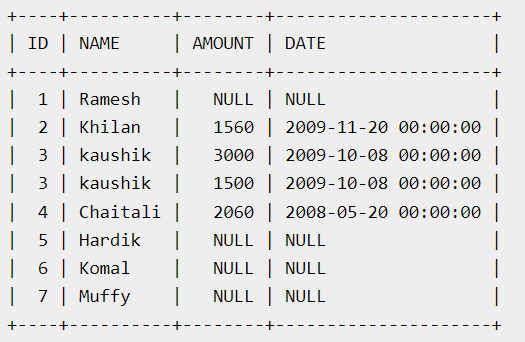 +----+----------+--------+---------------------+
| ID | NAME     | AMOUNT | DATE                |
+----+----------+--------+---------------------+
|  1 | Ramesh   |   NULL | NULL                |
|  2 | Khilan   |   1560 | 2009-11-20 00:00:00 |
|  3 | kaushik  |   3000 | 2009-10-08 00:00:00 |
|  3 | kaushik  |   1500 | 2009-10-08 00:00:00 |
|  4 | Chaitali |   2060 | 2008-05-20 00:00:00 |
|  5 | Hardik   |   NULL | NULL                |
|  6 | Komal    |   NULL | NULL                |
|  7 | Muffy    |   NULL | NULL                |
+----+----------+--------+---------------------+